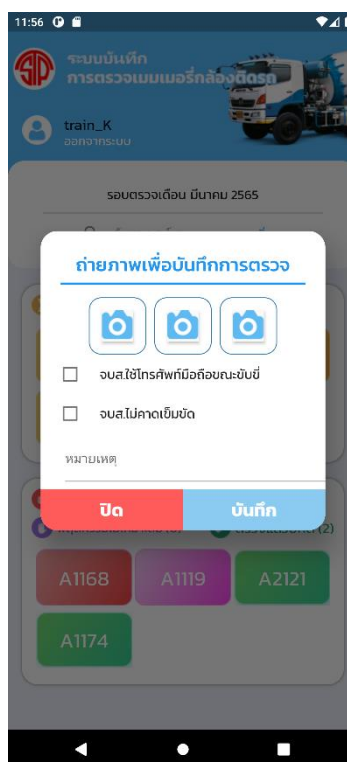 11:56
ระบบบันทึก
การตรวจเมมเมอรี่กล้องติดรถ
train_K
ออกจากระบบ
รอบตรวจเดือน มีนาคม 2565
ถ่ายภาพเพื่อบันทึกการตรวจ
จบส.ใช้โทรศัพท์มือถือขณะขับขี่
จบส.ไม่คาดเข็มขัด
หมายเหตุ
ปิด
บันทึก
(2)
A1168
A1119
A2121
A1174